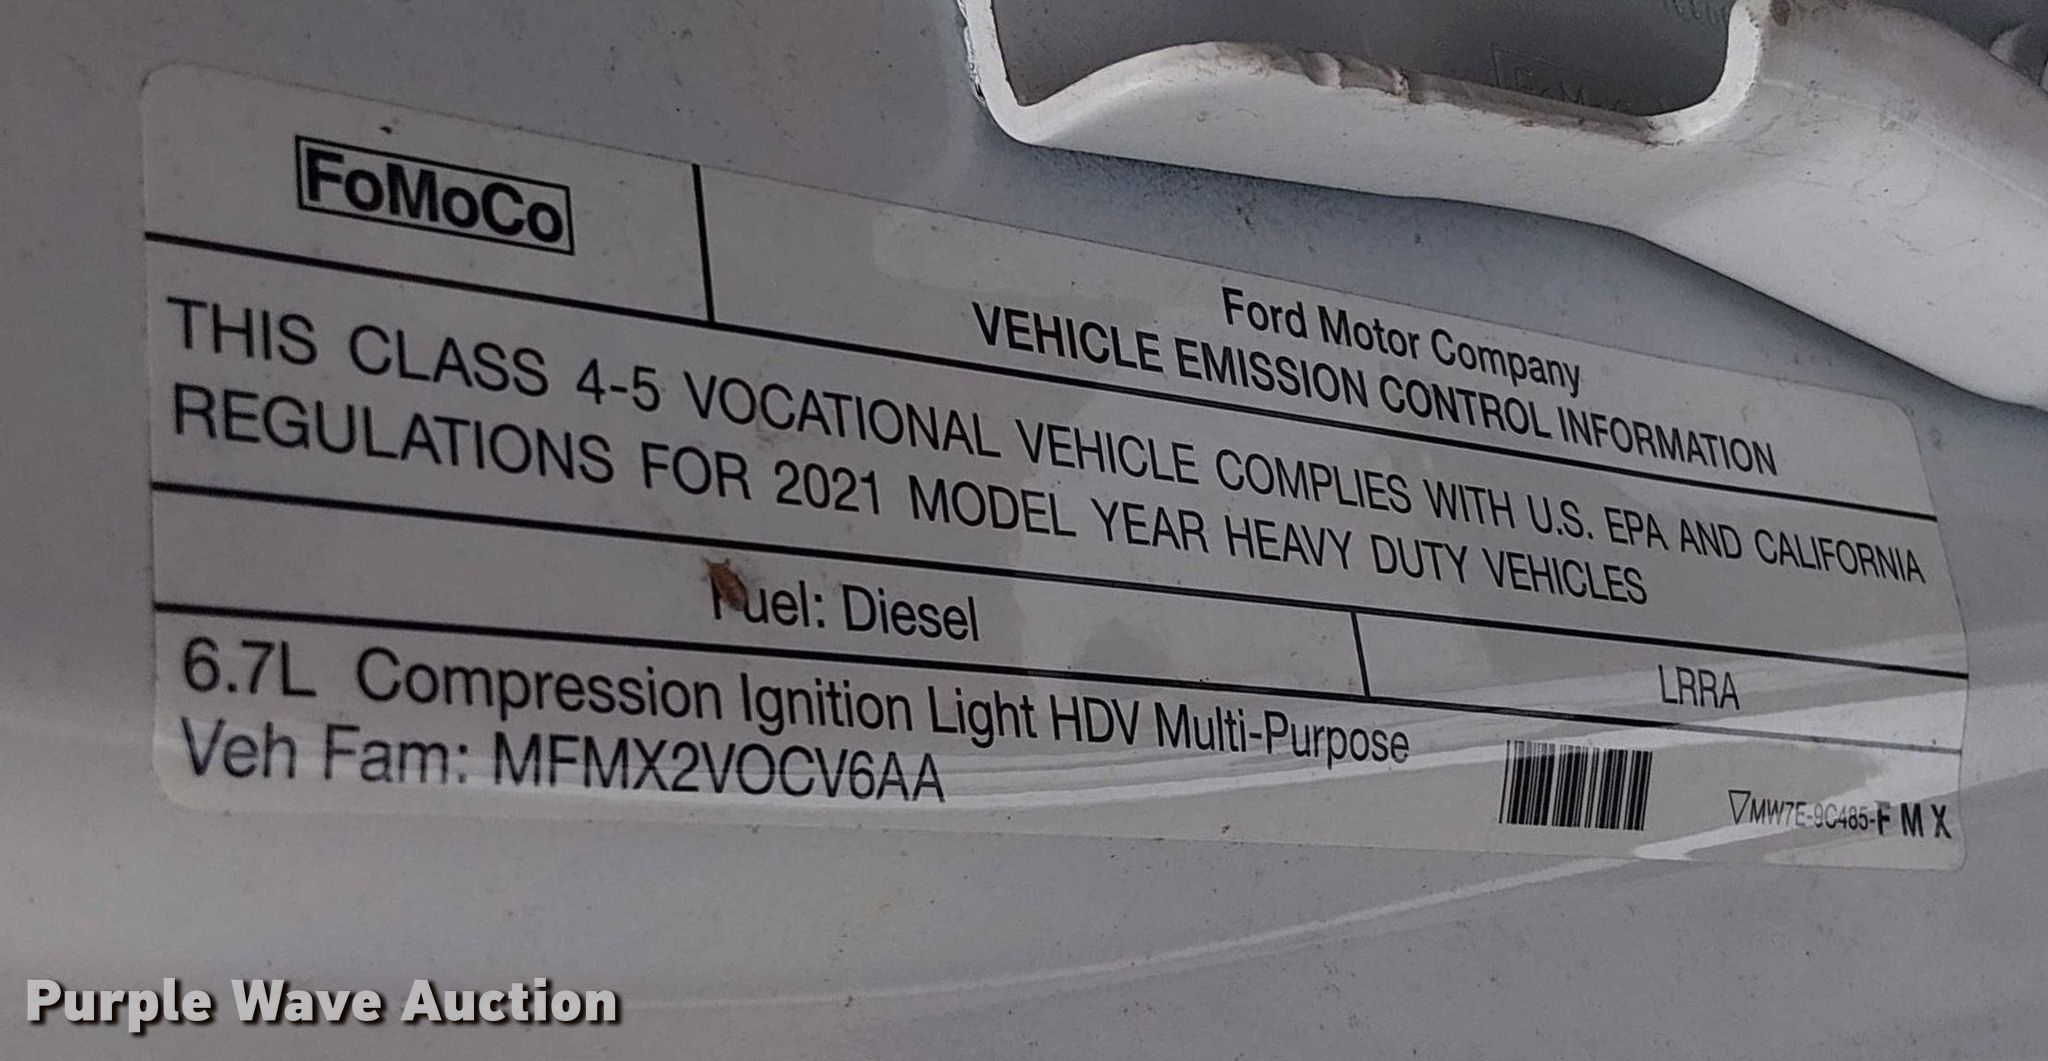 FoMoCo
Ford Motor Company
VEHICLE EMISSION CONTROL INFORMATION
THIS CLASS 4-5 VOCATIONAL VEHICLE COMPLIES WITH U.S. EPA AND CALIFORNIA
REGULATIONS FOR 2021 MODEL YEAR HEAVY DUTY VEHICLES
Fuel: Diesel
LRRA
6.7L Compression Ignition Light HDV Multi-Purpose
Veh Fam: MFMX2VOCV6AA
▽MW7E-9C485-F M X
Purple Wave Auction